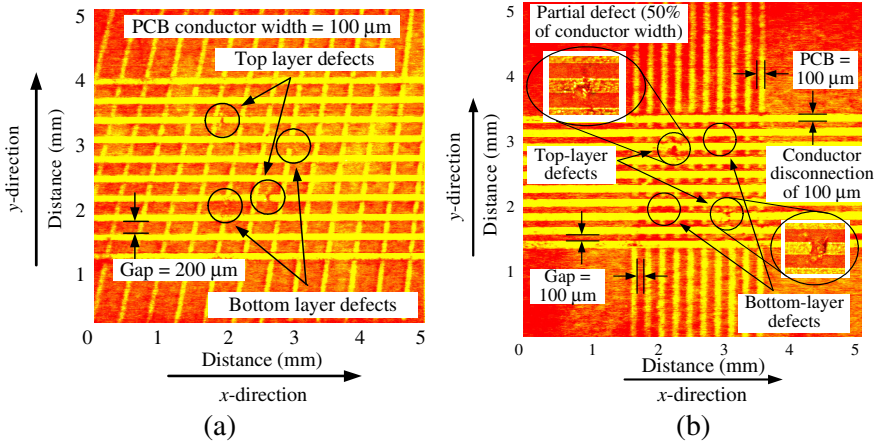 5
PCB conductor width = 100 μm
Top layer defects
4
3
2
1
Gap = 200 μm
Bottom layer defects
0
1
2
3
4
5
Distance (mm)
x-direction
y-direction
Distance (mm)
(a)
5
Partial defect (50%
of conductor width)
PCB =
100 μm
4
3
Top-layer
defects
Conductor
disconnection
of 100 μm
2
1
Gap =
100 μm
Bottom-layer
defects
0
1
2
3
4
5
Distance (mm)
x-direction
y-direction
Distance (mm)
(b)